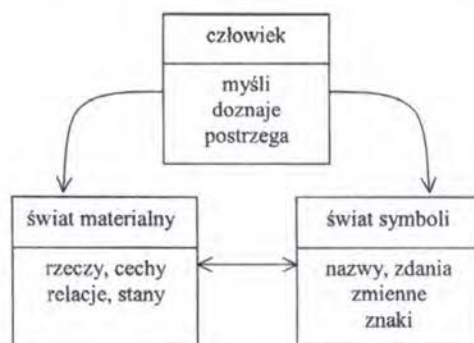 człowiek
myśli
doznaje
postrzega
świat materialny
rzeczy, cechy
relacje, stany
świat symboli
nazwy, zdania
zmienne
znaki